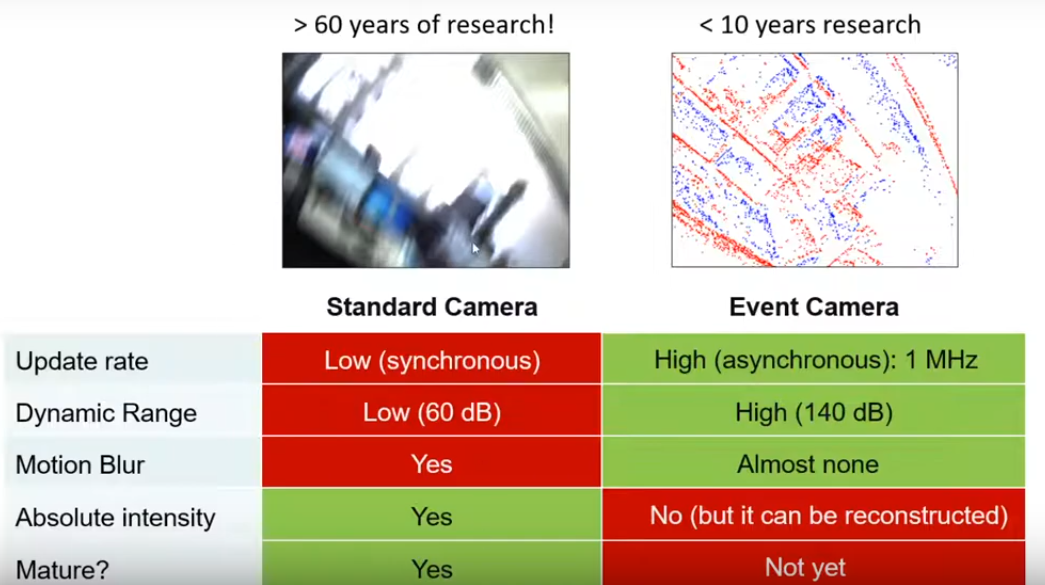 > 60 years of research!
< 10 years research
Standard Camera
Event Camera
Update rate
Low (synchronous)
High (asynchronous): 1 MHz
Dynamic Range
Low (60 dB)
High (140 dB)
Motion Blur
Yes
Almost none
Absolute intensity
Yes
No (but it can be reconstructed)
Mature?
Yes
Not yet